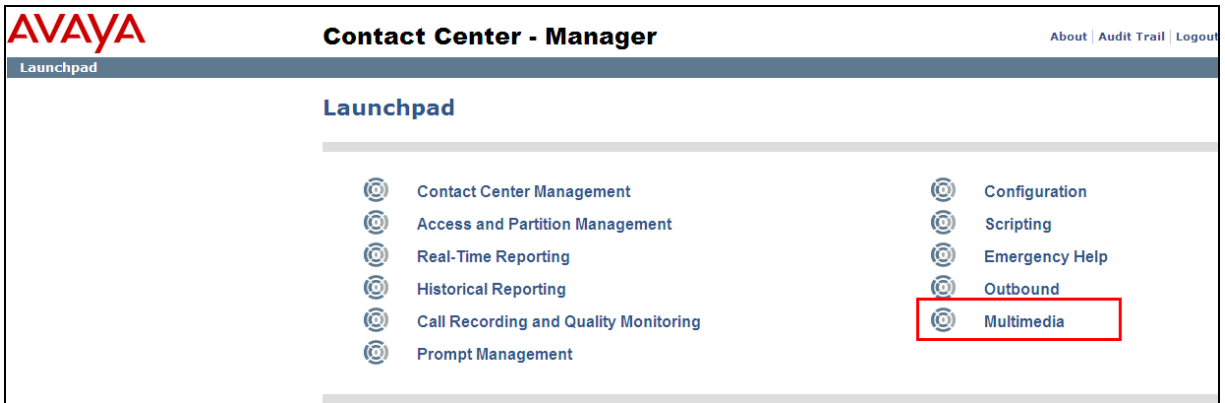 AVAYA
Contact Center - Manager
About | Audit Trail | Logout
Launchpad
Launchpad
Contact Center Management
Access and Partition Management
Real-Time Reporting
Historical Reporting
Call Recording and Quality Monitoring
Prompt Management
Configuration
Scripting
Emergency Help
Outbound
Multimedia